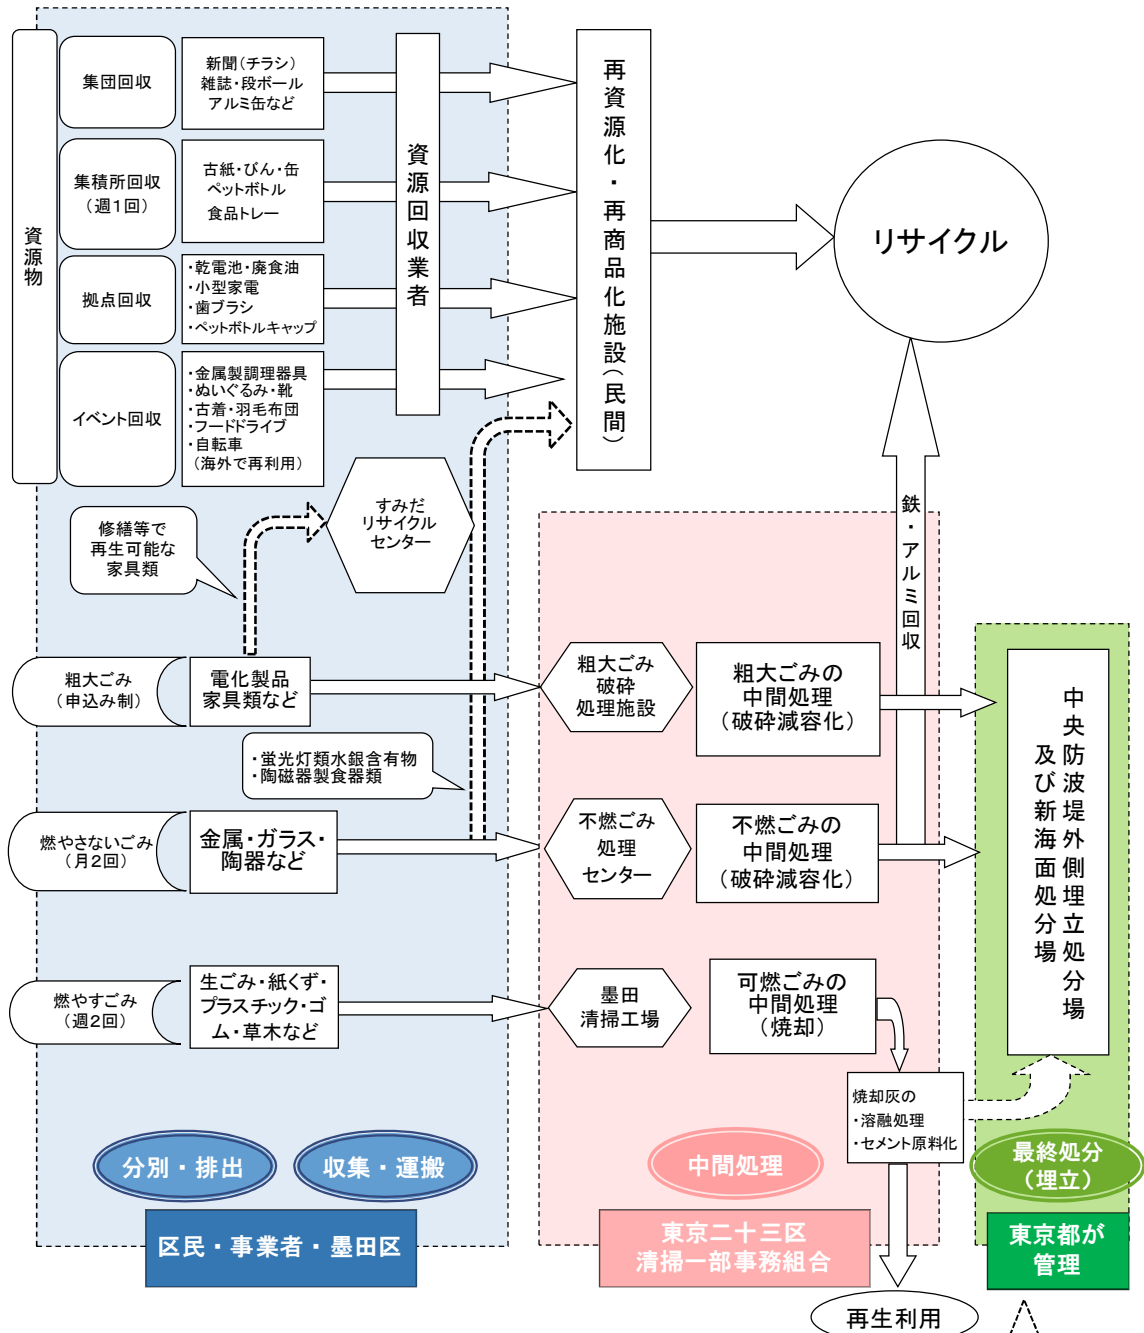 資源物
集団回収
新聞(チラシ)
雑誌・段ボール
アルミ缶など
集積所回収
(週1回)
古紙・びん・缶
ペットボトル
食品トレー
拠点回収
・乾電池・廃食油
・小型家電
・歯ブラシ
・ペットボトルキャップ
イベント回収
・金属製調理器具
・ぬいぐるみ・靴
・古着・羽毛布団
・フードドライブ
・自転車
(海外で再利用)
資源回収業者
再資源化・再商品化施設(民間)
リサイクル
修繕等で
再生可能な
家具類
すみだ
リサイクル
センター
鉄・アルミ回収
粗大ごみ
(申込み制)
電化製品
家具類など
粗大ごみ
破砕
処理施設
粗大ごみの
中間処理
(破砕減容化)
・蛍光灯類水銀含有物
・陶磁器製食器類
燃やさないごみ
(月2回)
金属・ガラス・
陶器など
不燃ごみ
処理
センター
不燃ごみの
中間処理
(破砕減容化)
中央防波堤外側埋立処分場
及び新海面処分場
燃やすごみ
(週2回)
生ごみ・紙くず・
プラスチック・ゴ
ム・草木など
墨田
清掃工場
可燃ごみの
中間処理
(焼却)
焼却灰の
・溶融処理
・セメント原料化
分別・排出
収集・運搬
中間処理
最終処分
(埋立)
区民・事業者・墨田区
東京二十三区
清掃一部事務組合
東京都が
管理
再生利用